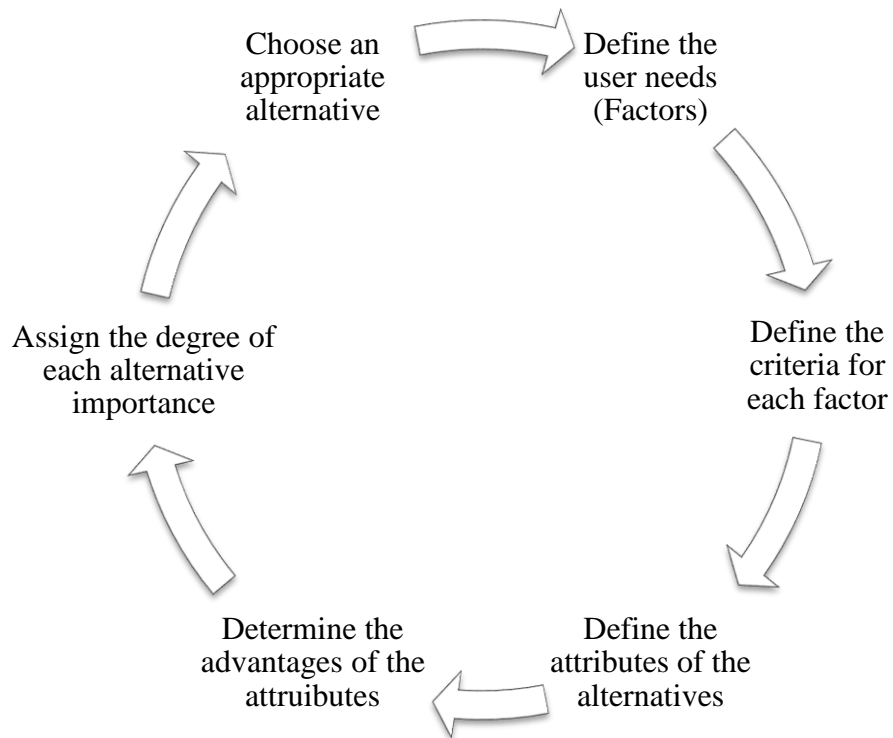 Choose an
appropriate
alternative
Define the
user needs
(Factors)
Define the
criteria for
each factor
Define the
attributes of the
alternatives
Determine the
advantages of the
attruibutes
Assign the degree of
each alternative
importance